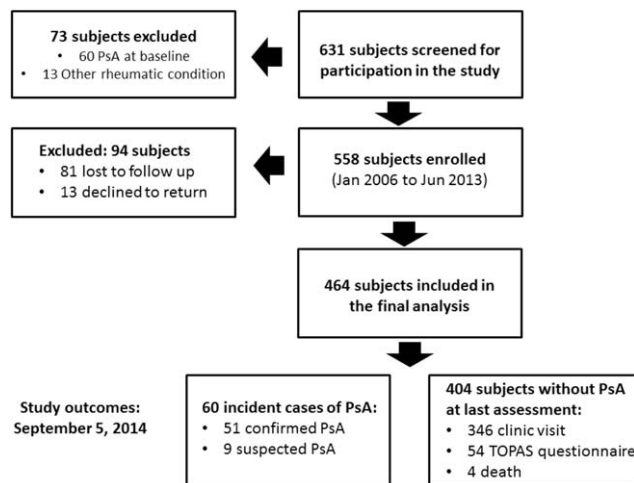 73 subjects excluded
• 60 PsA at baseline
• 13 Other rheumatic condition
631 subjects screened for
participation in the study
Excluded: 94 subjects
• 81 lost to follow up
• 13 declined to return
558 subjects enrolled
(Jan 2006 to Jun 2013)
464 subjects included in
the final analysis
Study outcomes:
September 5, 2014
60 incident cases of PsA:
• 51 confirmed PsA
• 9 suspected PsA
404 subjects without PsA
at last assessment:
• 346 clinic visit
• 54 TOPAS questionnaire
• 4 death